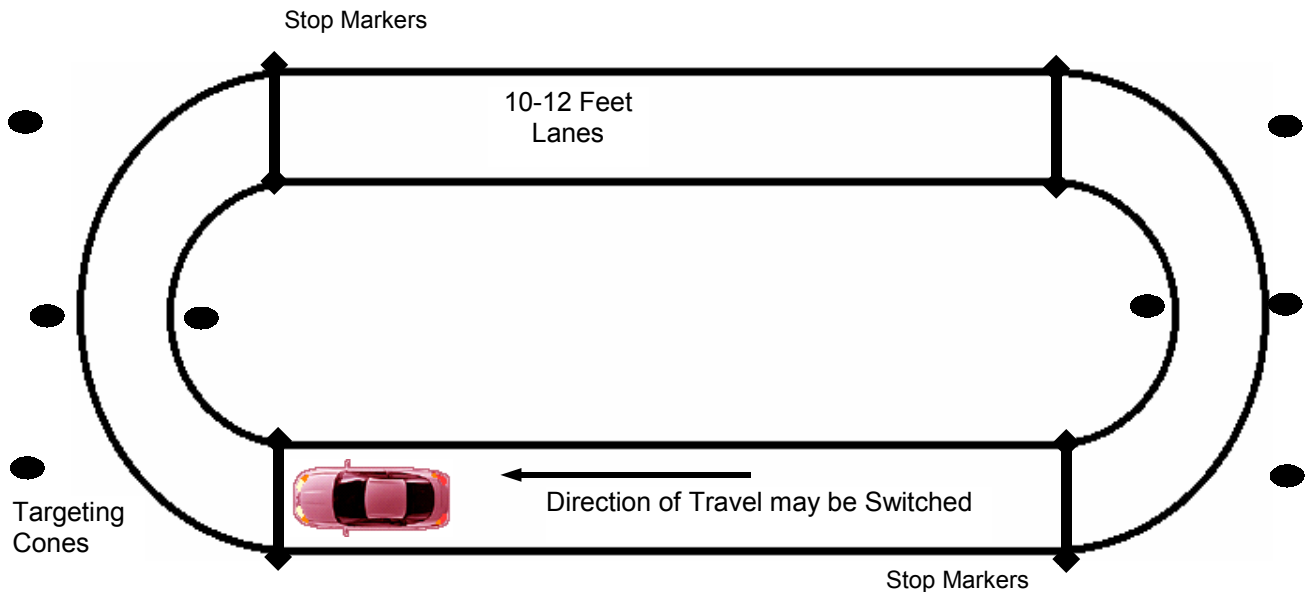 Stop Markers
10-12 Feet
Lanes
Direction of Travel may be Switched
Targeting
Cones
Stop Markers